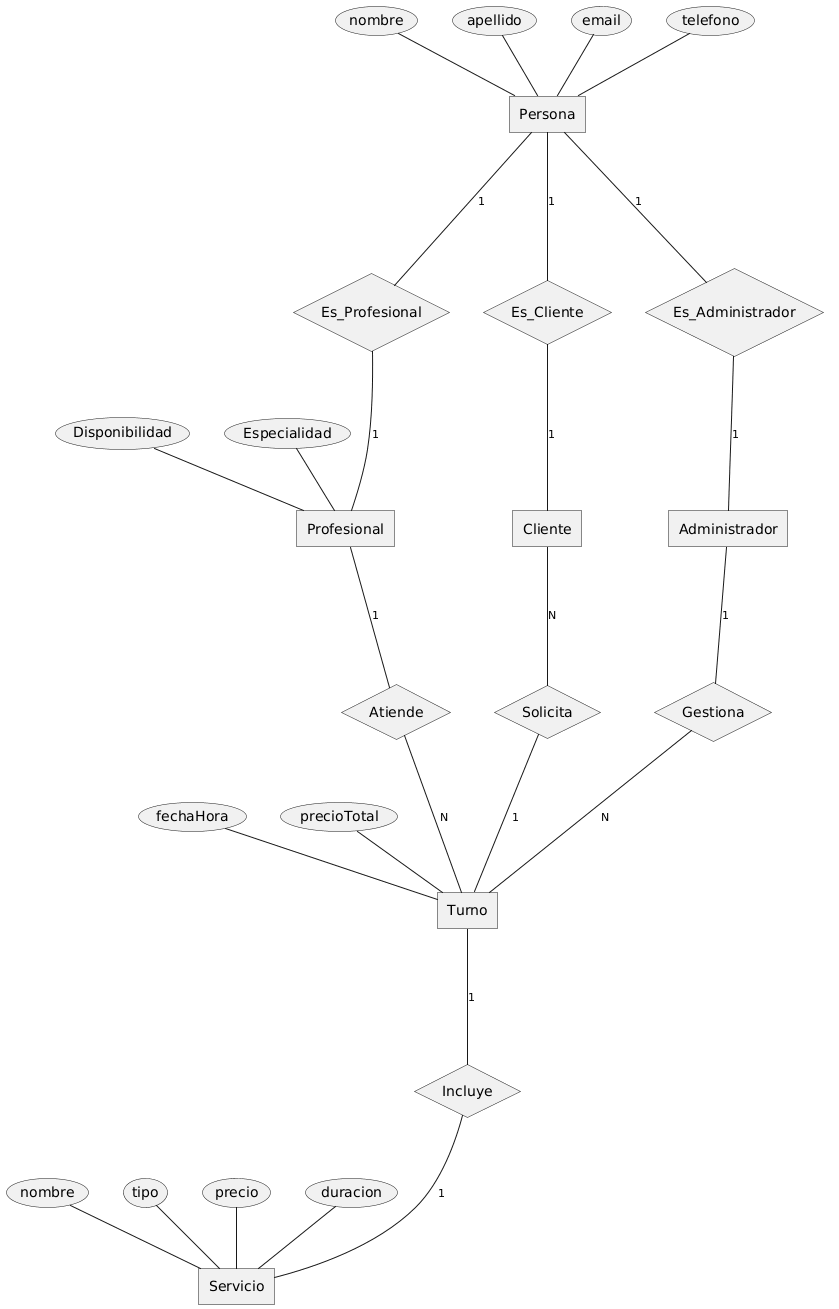 nombre
apellido
email
telefono
Persona
1
1
1
Es_Profesional
Es_Cliente
Es_Administrador
Disponibilidad
Especialidad
1
1
1
Profesional
Cliente
Administrador
1
N
1
Atiende
Solicita
Gestiona
fechaHora
precioTotal
N
1
N
Turno
1
Incluye
nombre
tipo
precio
duracion
1
Servicio